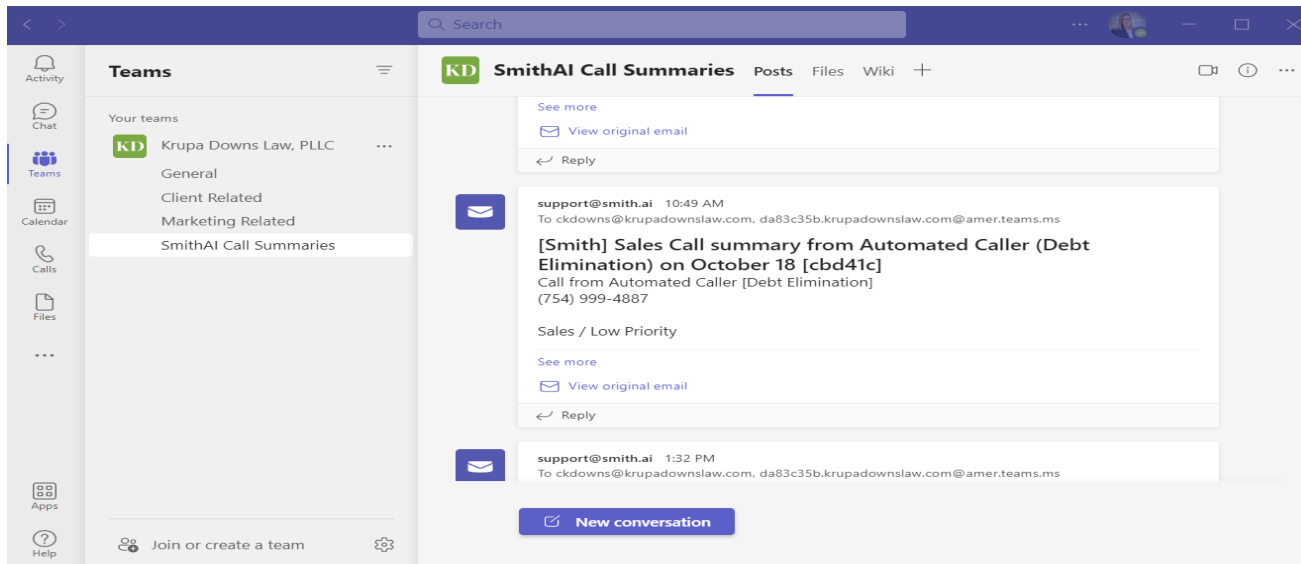 Search
Activity
Chat
Teams
Calendar
Calls
Files
Apps
Help
Teams
Your teams
KD Krupa Downs Law, PLLC
General
Client Related
Marketing Related
SmithAI Call Summaries
Join or create a team
KD SmithAI Call Summaries Posts Files Wiki
See more
View original email
Reply
support@smith.ai 10:49 AM
To ckdowns@krupadownslaw.com, da83c35b.krupadownslaw.com@amer.teams.ms
[Smith] Sales Call summary from Automated Caller (Debt
Elimination) on October 18 [cbd41c]
Call from Automated Caller [Debt Elimination]
(754) 999-4887
Sales / Low Priority
See more
View original email
Reply
support@smith.ai 1:32 PM
To ckdowns@krupadownslaw.com, da83c35b.krupadownslaw.com@amer.teams.ms
New conversation